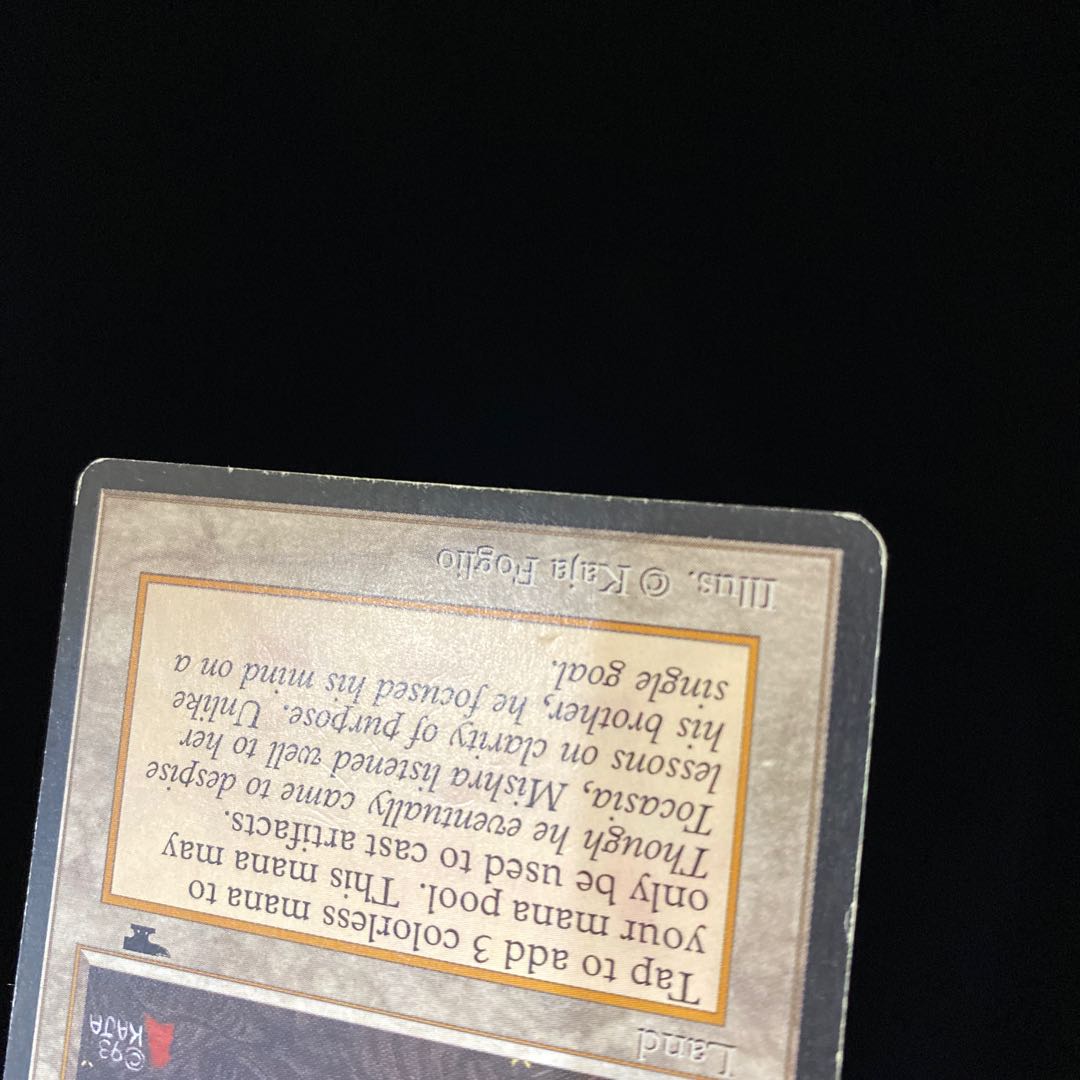 ©93
KAJA
Land
Tap to add 3 colorless mana to
your mana pool. This mana may
only be used to cast artifacts.
Though he eventually came to despise
Tocasia, Mishra listened well to her
lessons on clarity of purpose. Unlike
his brother, he focused his mind on a
single goal.
Illus. © Kaja Foglio